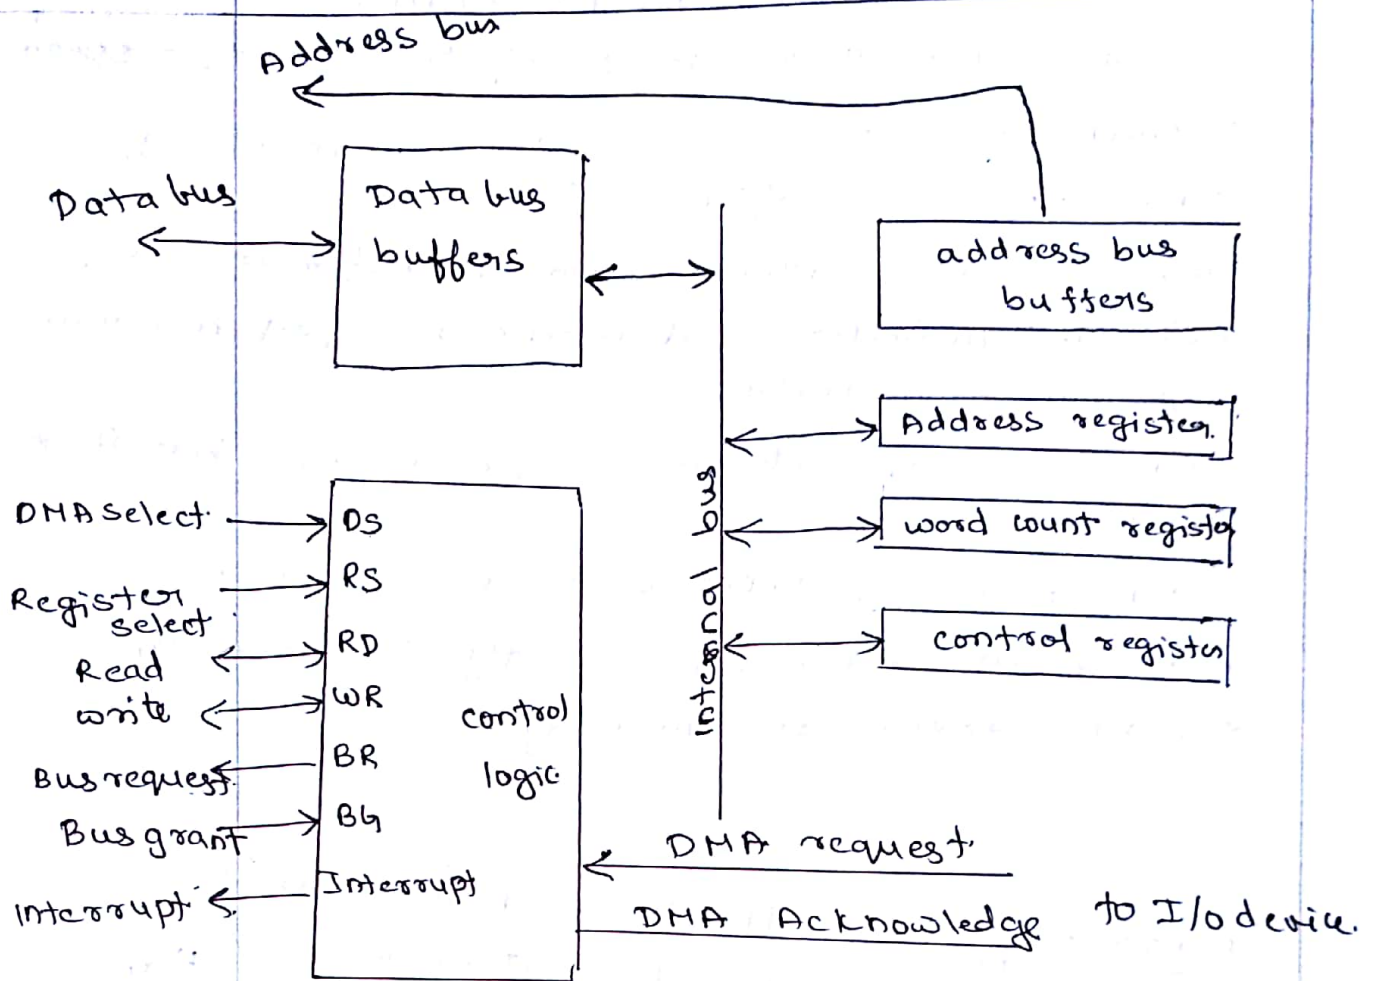 Address bus
Data bus
Data bus
buffers
address bus
buffers
Address register.
word count register
control register
Internal bus
DMA select
DS
Register
select
RS
Read
RD
write
WR
control
logic
Bus request
BR
Bus grant
BG
Interrupt
Interrupt
DMA request
DMA Acknowledge
to I/o device.